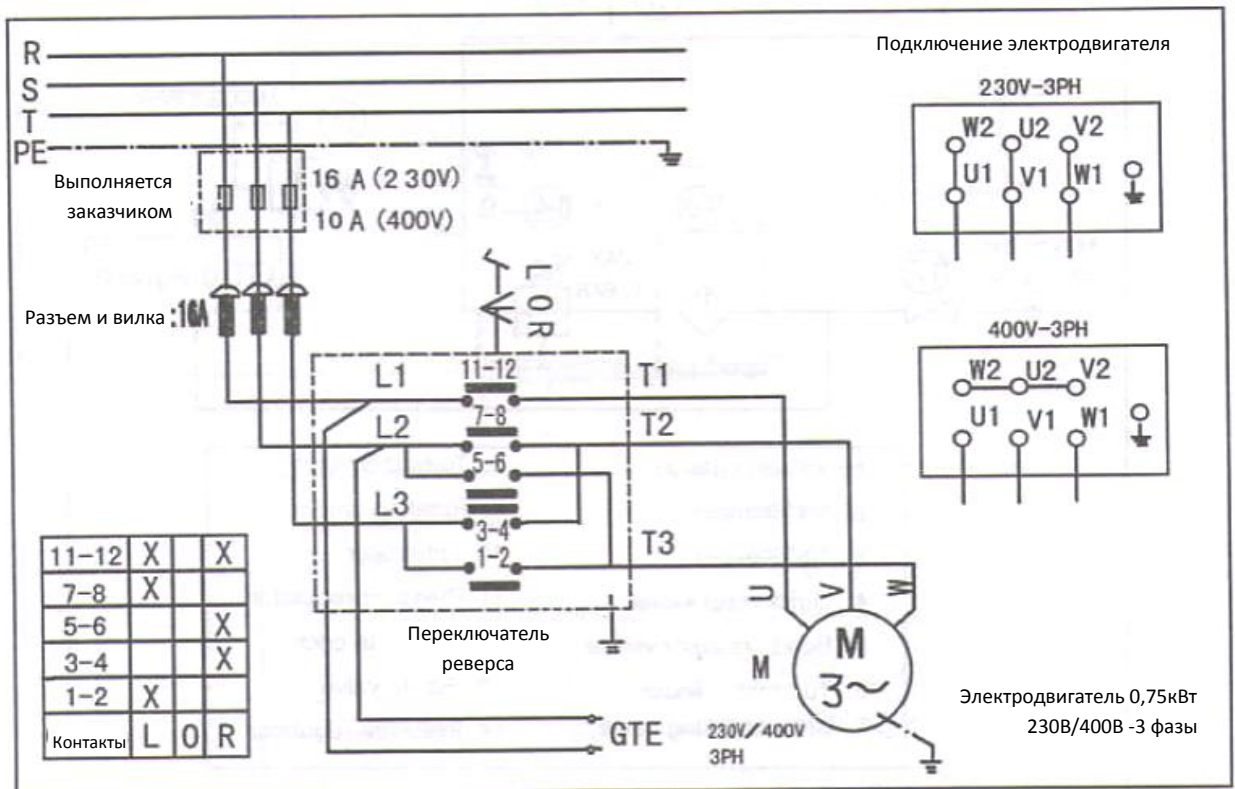 R
S
T
PE
Выполняется
заказчиком
16 A (230V)
10 A (400V)
Разъем и вилка :16A
L O R
L1
L2
L3
11-12
7-8
5-6
3-4
1-2
T1
T2
T3
Переключатель
реверса
GTE
230V/400V
3PH
U V W
M
M
3~
Электродвигатель 0,75кВт
230В/400В -3 фазы
Подключение электродвигателя
230V-3PH
W2 U2 V2
U1 V1 W1
400V-3PH
W2 U2 V2
U1 V1 W1
11-12 X X
7-8 X
5-6 X
3-4 X
1-2 X
Контакты L O R